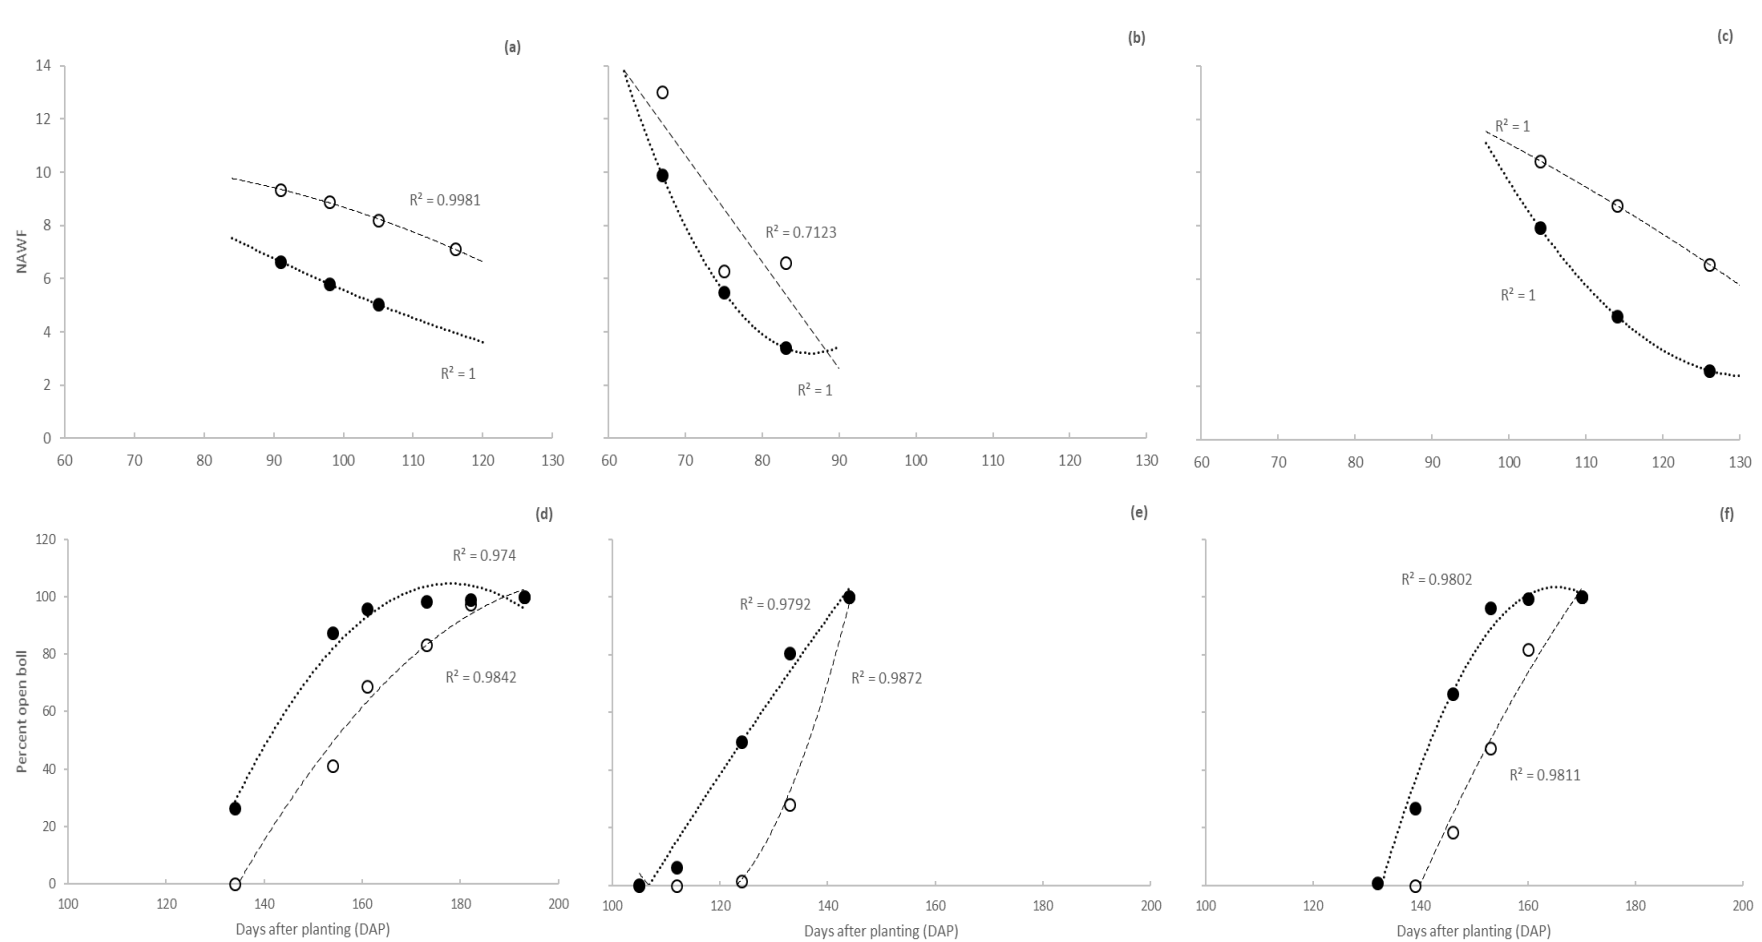 (a)
(b)
(c)
14
12
10
8
6
4
2
0
NAWF
R² = 0.9981
R² = 1
60 70 80 90 100 110 120 130
R² = 0.7123
R² = 1
60 70 80 90 100 110 120 130
R² = 1
R² = 1
60 70 80 90 100 110 120 130
(d)
(e)
(f)
120
100
80
60
40
20
0
Percent open boll
R² = 0.974
R² = 0.9842
100 120 140 160 180 200
Days after planting (DAP)
R² = 0.9792
R² = 0.9872
100 120 140 160 180 200
Days after planting (DAP)
R² = 0.9802
R² = 0.9811
100 120 140 160 180 200
Days after planting (DAP)